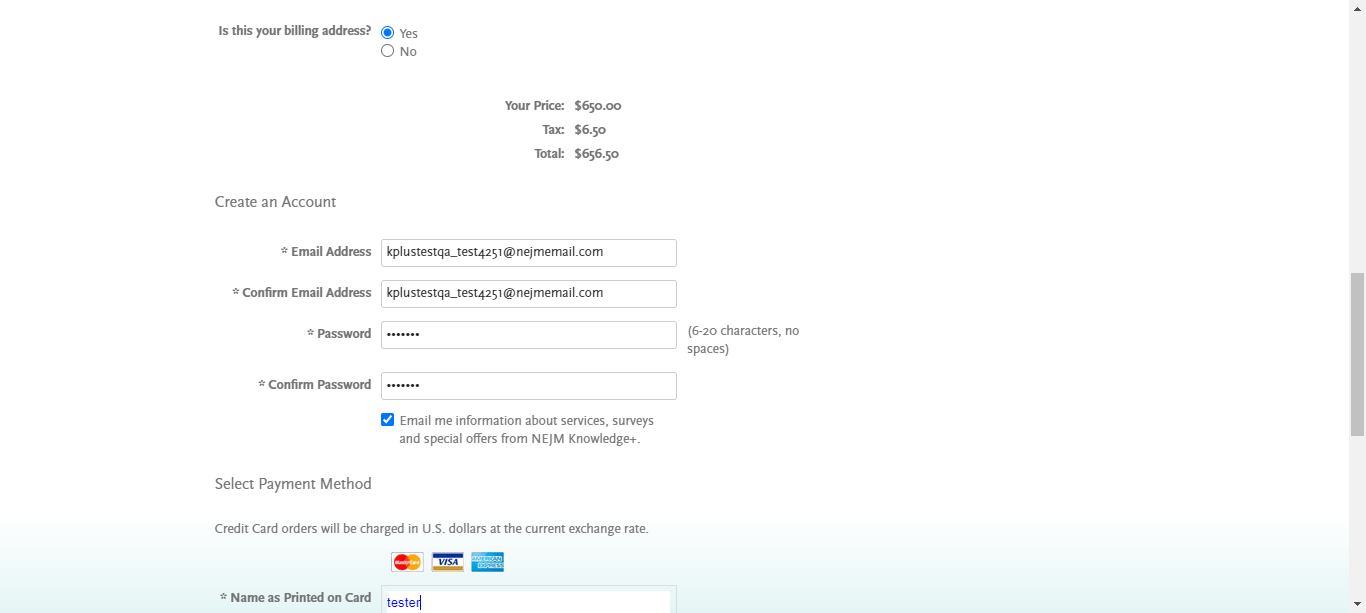 Is this your billing address?
Yes
No
Your Price: $650.00
Tax: $6.50
Total: $656.50
Create an Account
* Email Address kplustestqa_test4251@nejmemail.com
* Confirm Email Address kplustestqa_test4251@nejmemail.com
* Password ••••••• (6-20 characters, no
spaces)
* Confirm Password •••••••
Email me information about services, surveys
and special offers from NEJM Knowledge+.
Select Payment Method
Credit Card orders will be charged in U.S. dollars at the current exchange rate.
MasterCard VISA AMERICAN EXPRESS
* Name as Printed on Card tester